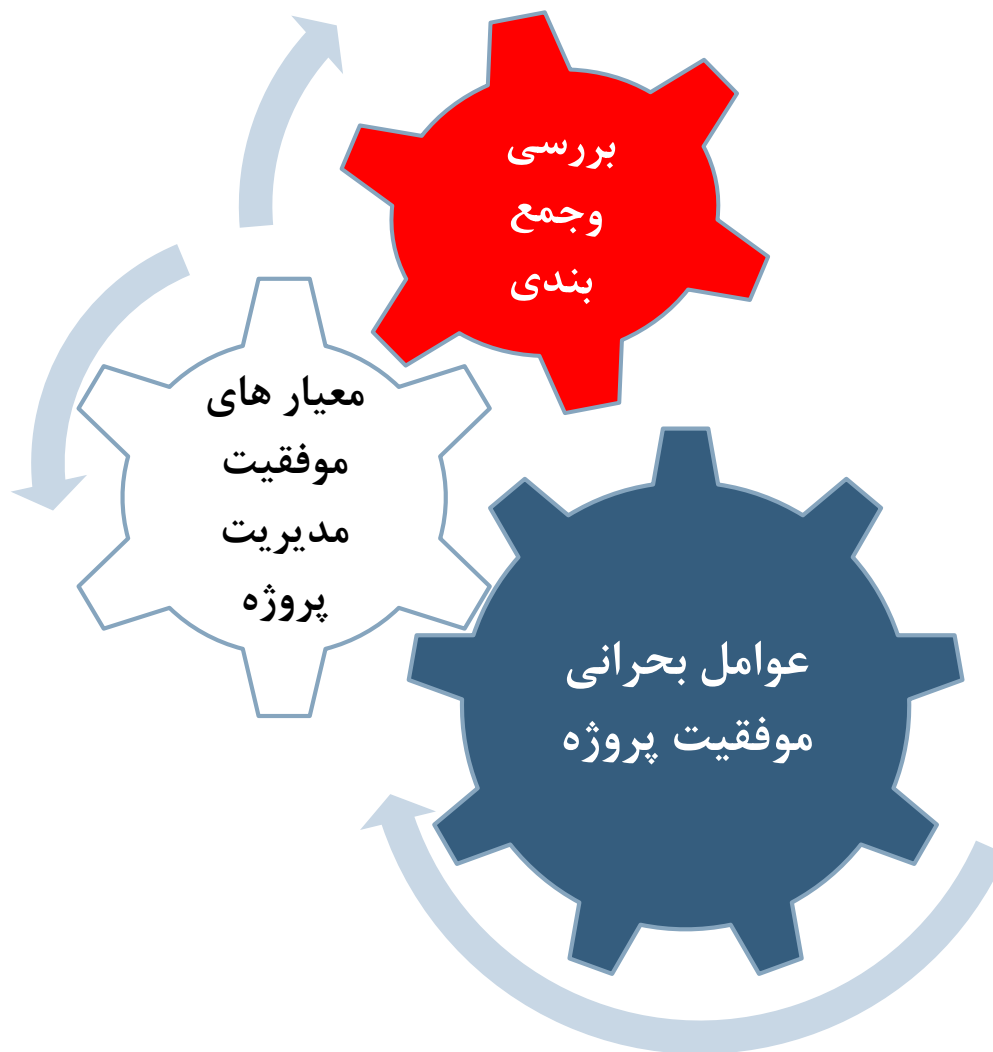 بررسی
وجمع
بندی
معیار های
موفقیت
مدیریت
پروژه
عوامل بحرانی
موفقیت پروژه